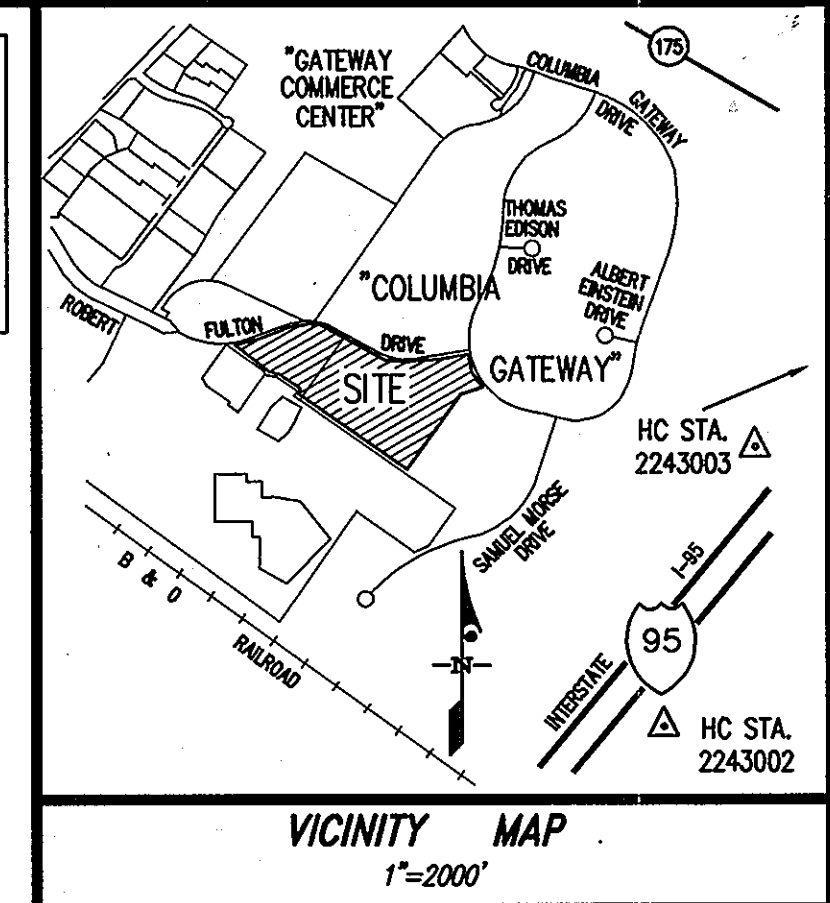 "GATEWAY
COMMERCE
CENTER"
175
COLUMBIA
GATEWAY
DRIVE
THOMAS
EDISON
DRIVE
ALBERT
EINSTEIN
DRIVE
"COLUMBIA
GATEWAY"
ROBERT
FULTON
DRIVE
SITE
HC STA.
2243003
SAMUEL MORSE
DRIVE
B & O
RAILROAD
N
I-95
INTERSTATE
95
HC STA.
2243002
VICINITY MAP
1"=2000'